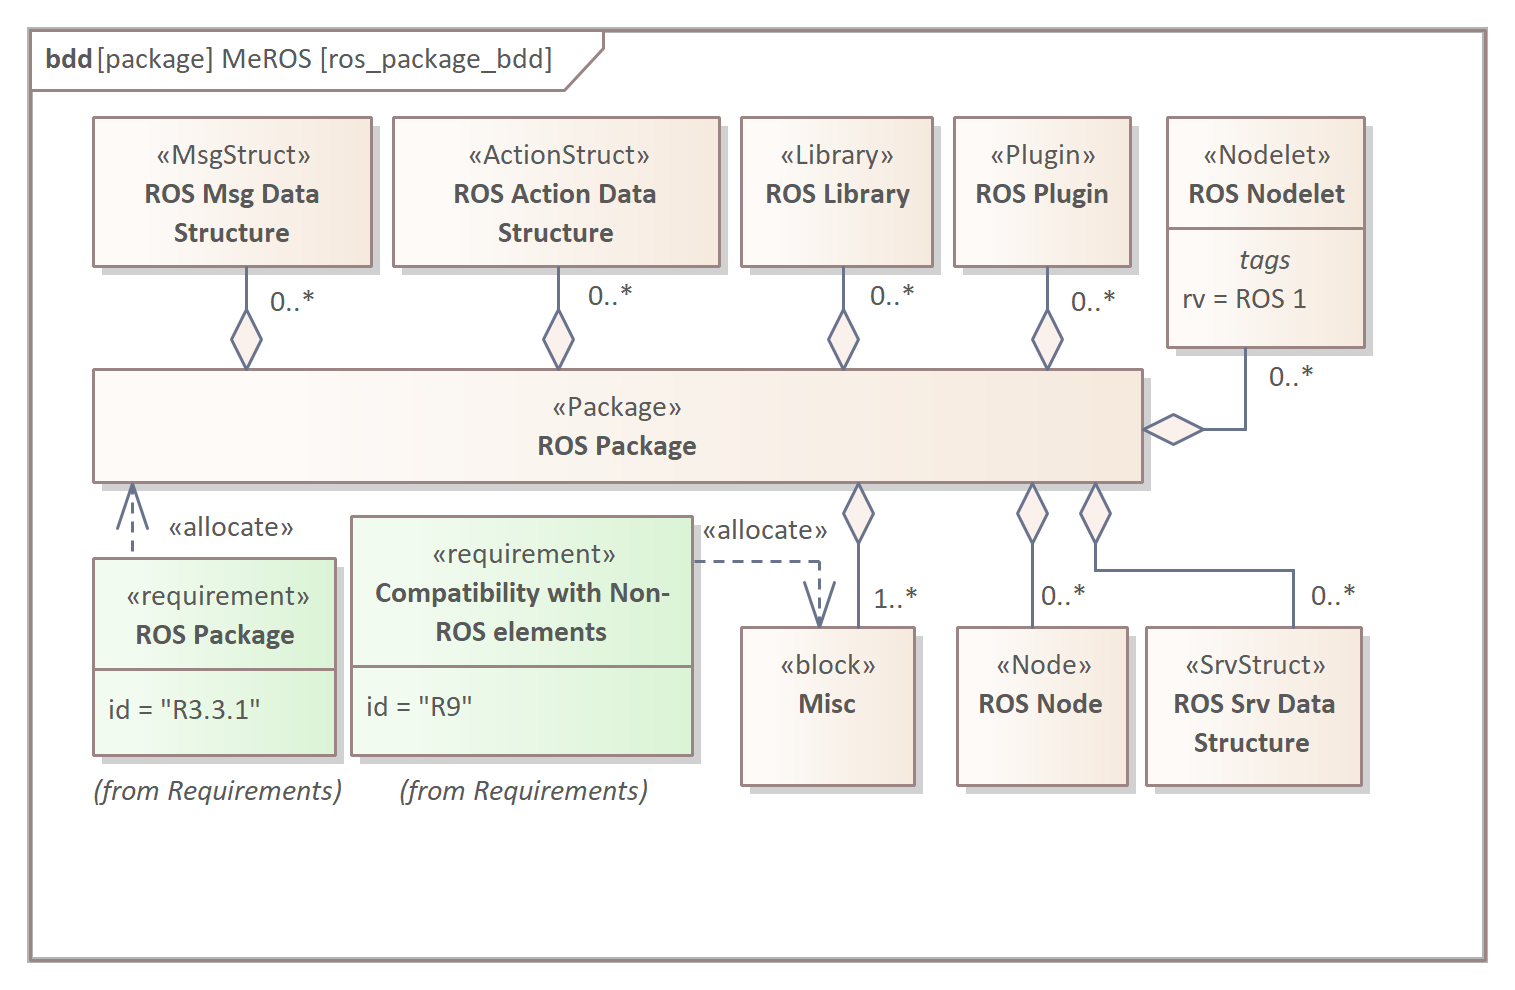 bdd [package] MeROS [ros_package_bdd]
«MsgStruct»
ROS Msg Data
Structure
«ActionStruct»
ROS Action Data
Structure
«Library»
ROS Library
«Plugin»
ROS Plugin
«Nodelet»
ROS Nodelet
tags
rv = ROS 1
0..*
0..*
0..*
0..*
0..*
«Package»
ROS Package
«allocate»
«requirement»
ROS Package
id = "R3.3.1"
(from Requirements)
«requirement»
Compatibility with Non-
ROS elements
id = "R9"
(from Requirements)
«allocate»
1..*
«block»
Misc
0..*
«Node»
ROS Node
0..*
«SrvStruct»
ROS Srv Data
Structure